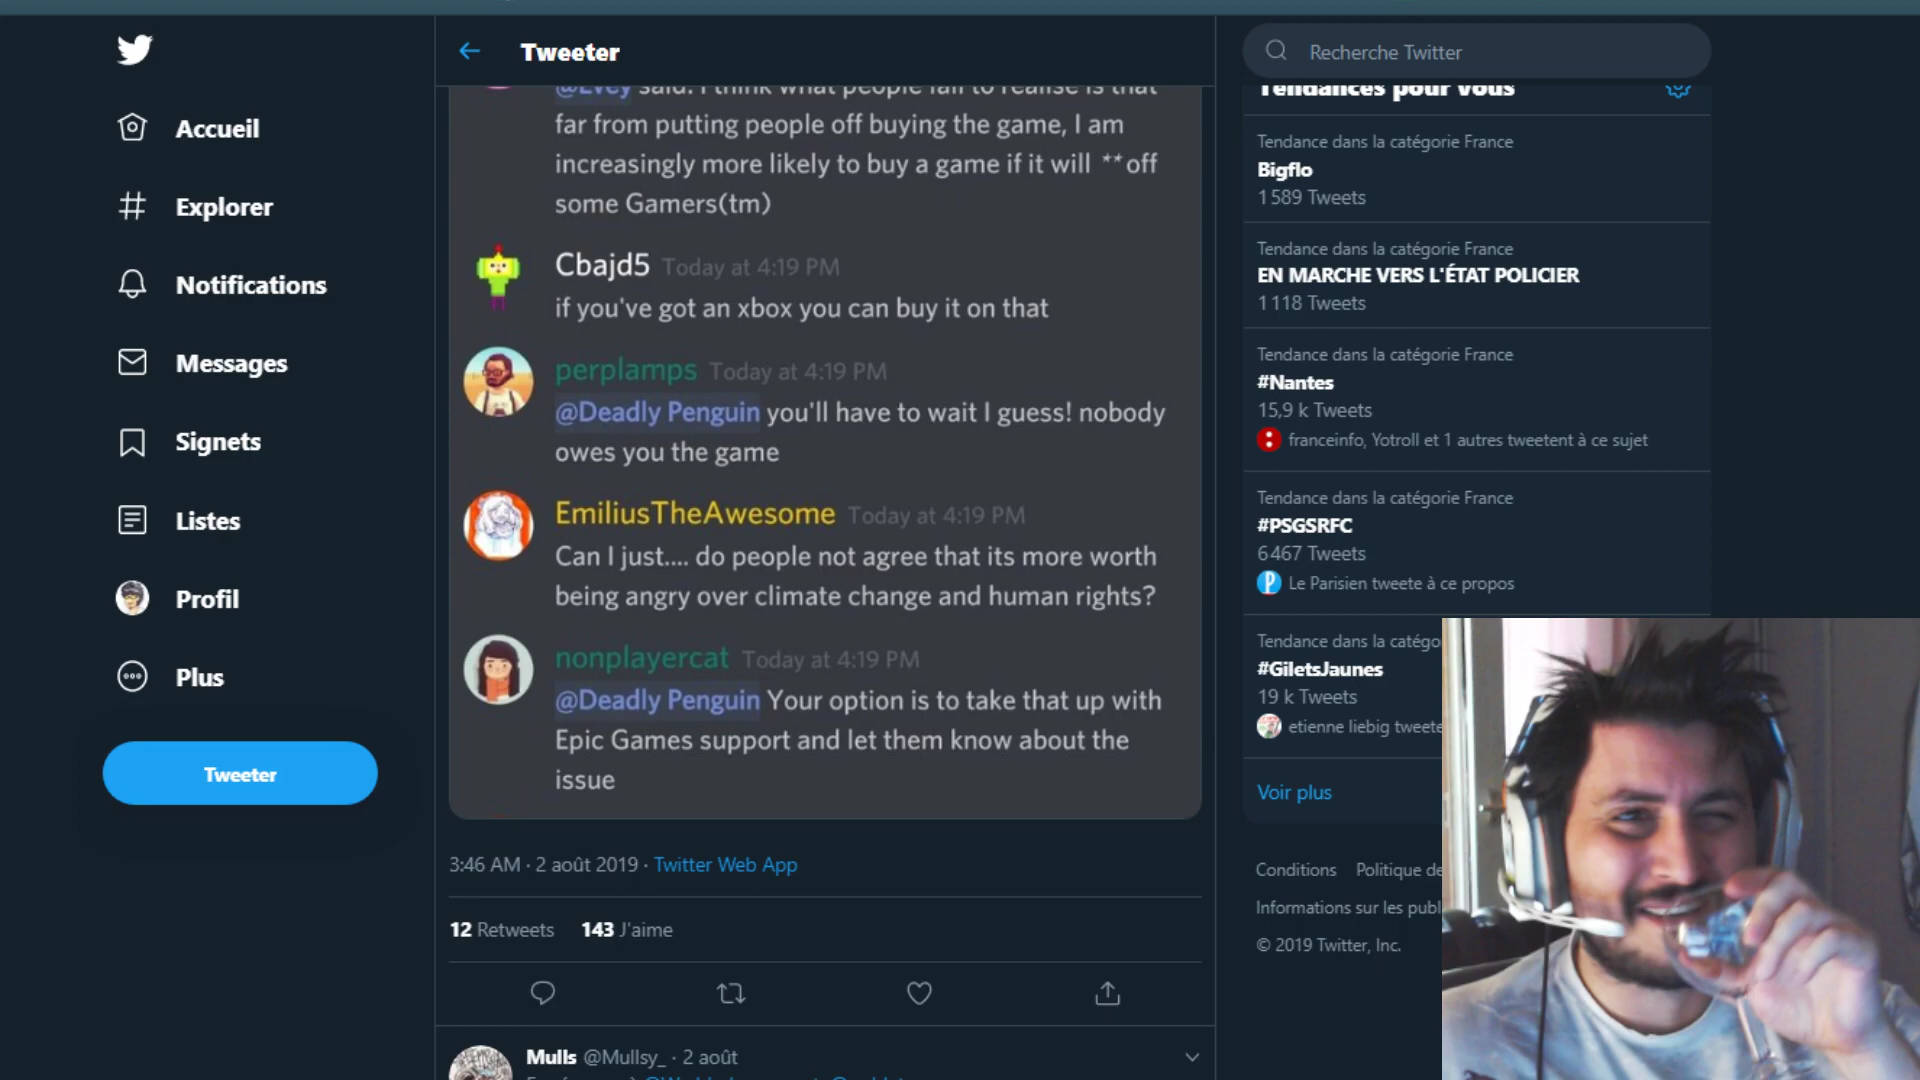 Accueil
Explorer
Notifications
Messages
Signets
Listes
Profil
Plus
Tweeter
Tweeter
@Evey said: I think what people fail to realise is that
far from putting people off buying the game, I am
increasingly more likely to buy a game if it will ** off
some Gamers(tm)
Cbajd5 Today at 4:19 PM
if you've got an xbox you can buy it on that
perplamps Today at 4:19 PM
@Deadly Penguin you'll have to wait I guess! nobody
owes you the game
EmiliusTheAwesome Today at 4:19 PM
Can I just.... do people not agree that its more worth
being angry over climate change and human rights?
nonplayercat Today at 4:19 PM
@Deadly Penguin Your option is to take that up with
Epic Games support and let them know about the
issue
3:46 AM · 2 août 2019 · Twitter Web App
12 Retweets 143 J'aime
Mulls @Mullsy_ · 2 août
Recherche Twitter
Tendances pour vous
Tendance dans la catégorie France
Bigflo
1 589 Tweets
Tendance dans la catégorie France
EN MARCHE VERS L'ÉTAT POLICIER
1 118 Tweets
Tendance dans la catégorie France
#Nantes
15,9 k Tweets
franceinfo, Yotroll et 1 autres tweetent à ce sujet
Tendance dans la catégorie France
#PSGSRFC
6 467 Tweets
Le Parisien tweete à ce propos
Tendance dans la catégo
#GiletsJaunes
19 k Tweets
etienne liebig tweete
Voir plus
Conditions Politique de
Informations sur les publ
© 2019 Twitter, Inc.